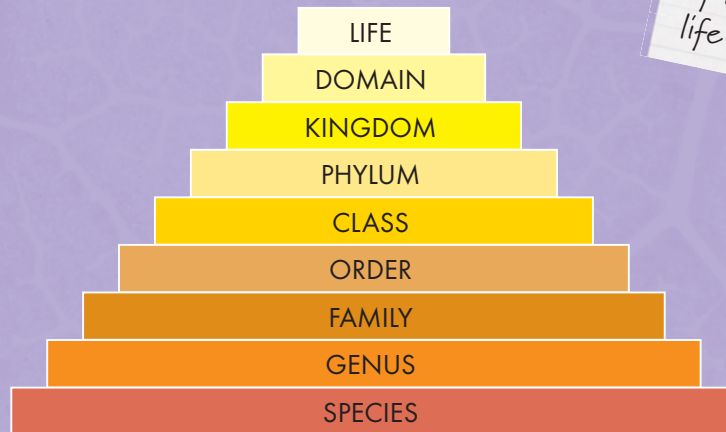 life
LIFE
DOMAIN
KINGDOM
PHYLUM
CLASS
ORDER
FAMILY
GENUS
SPECIES